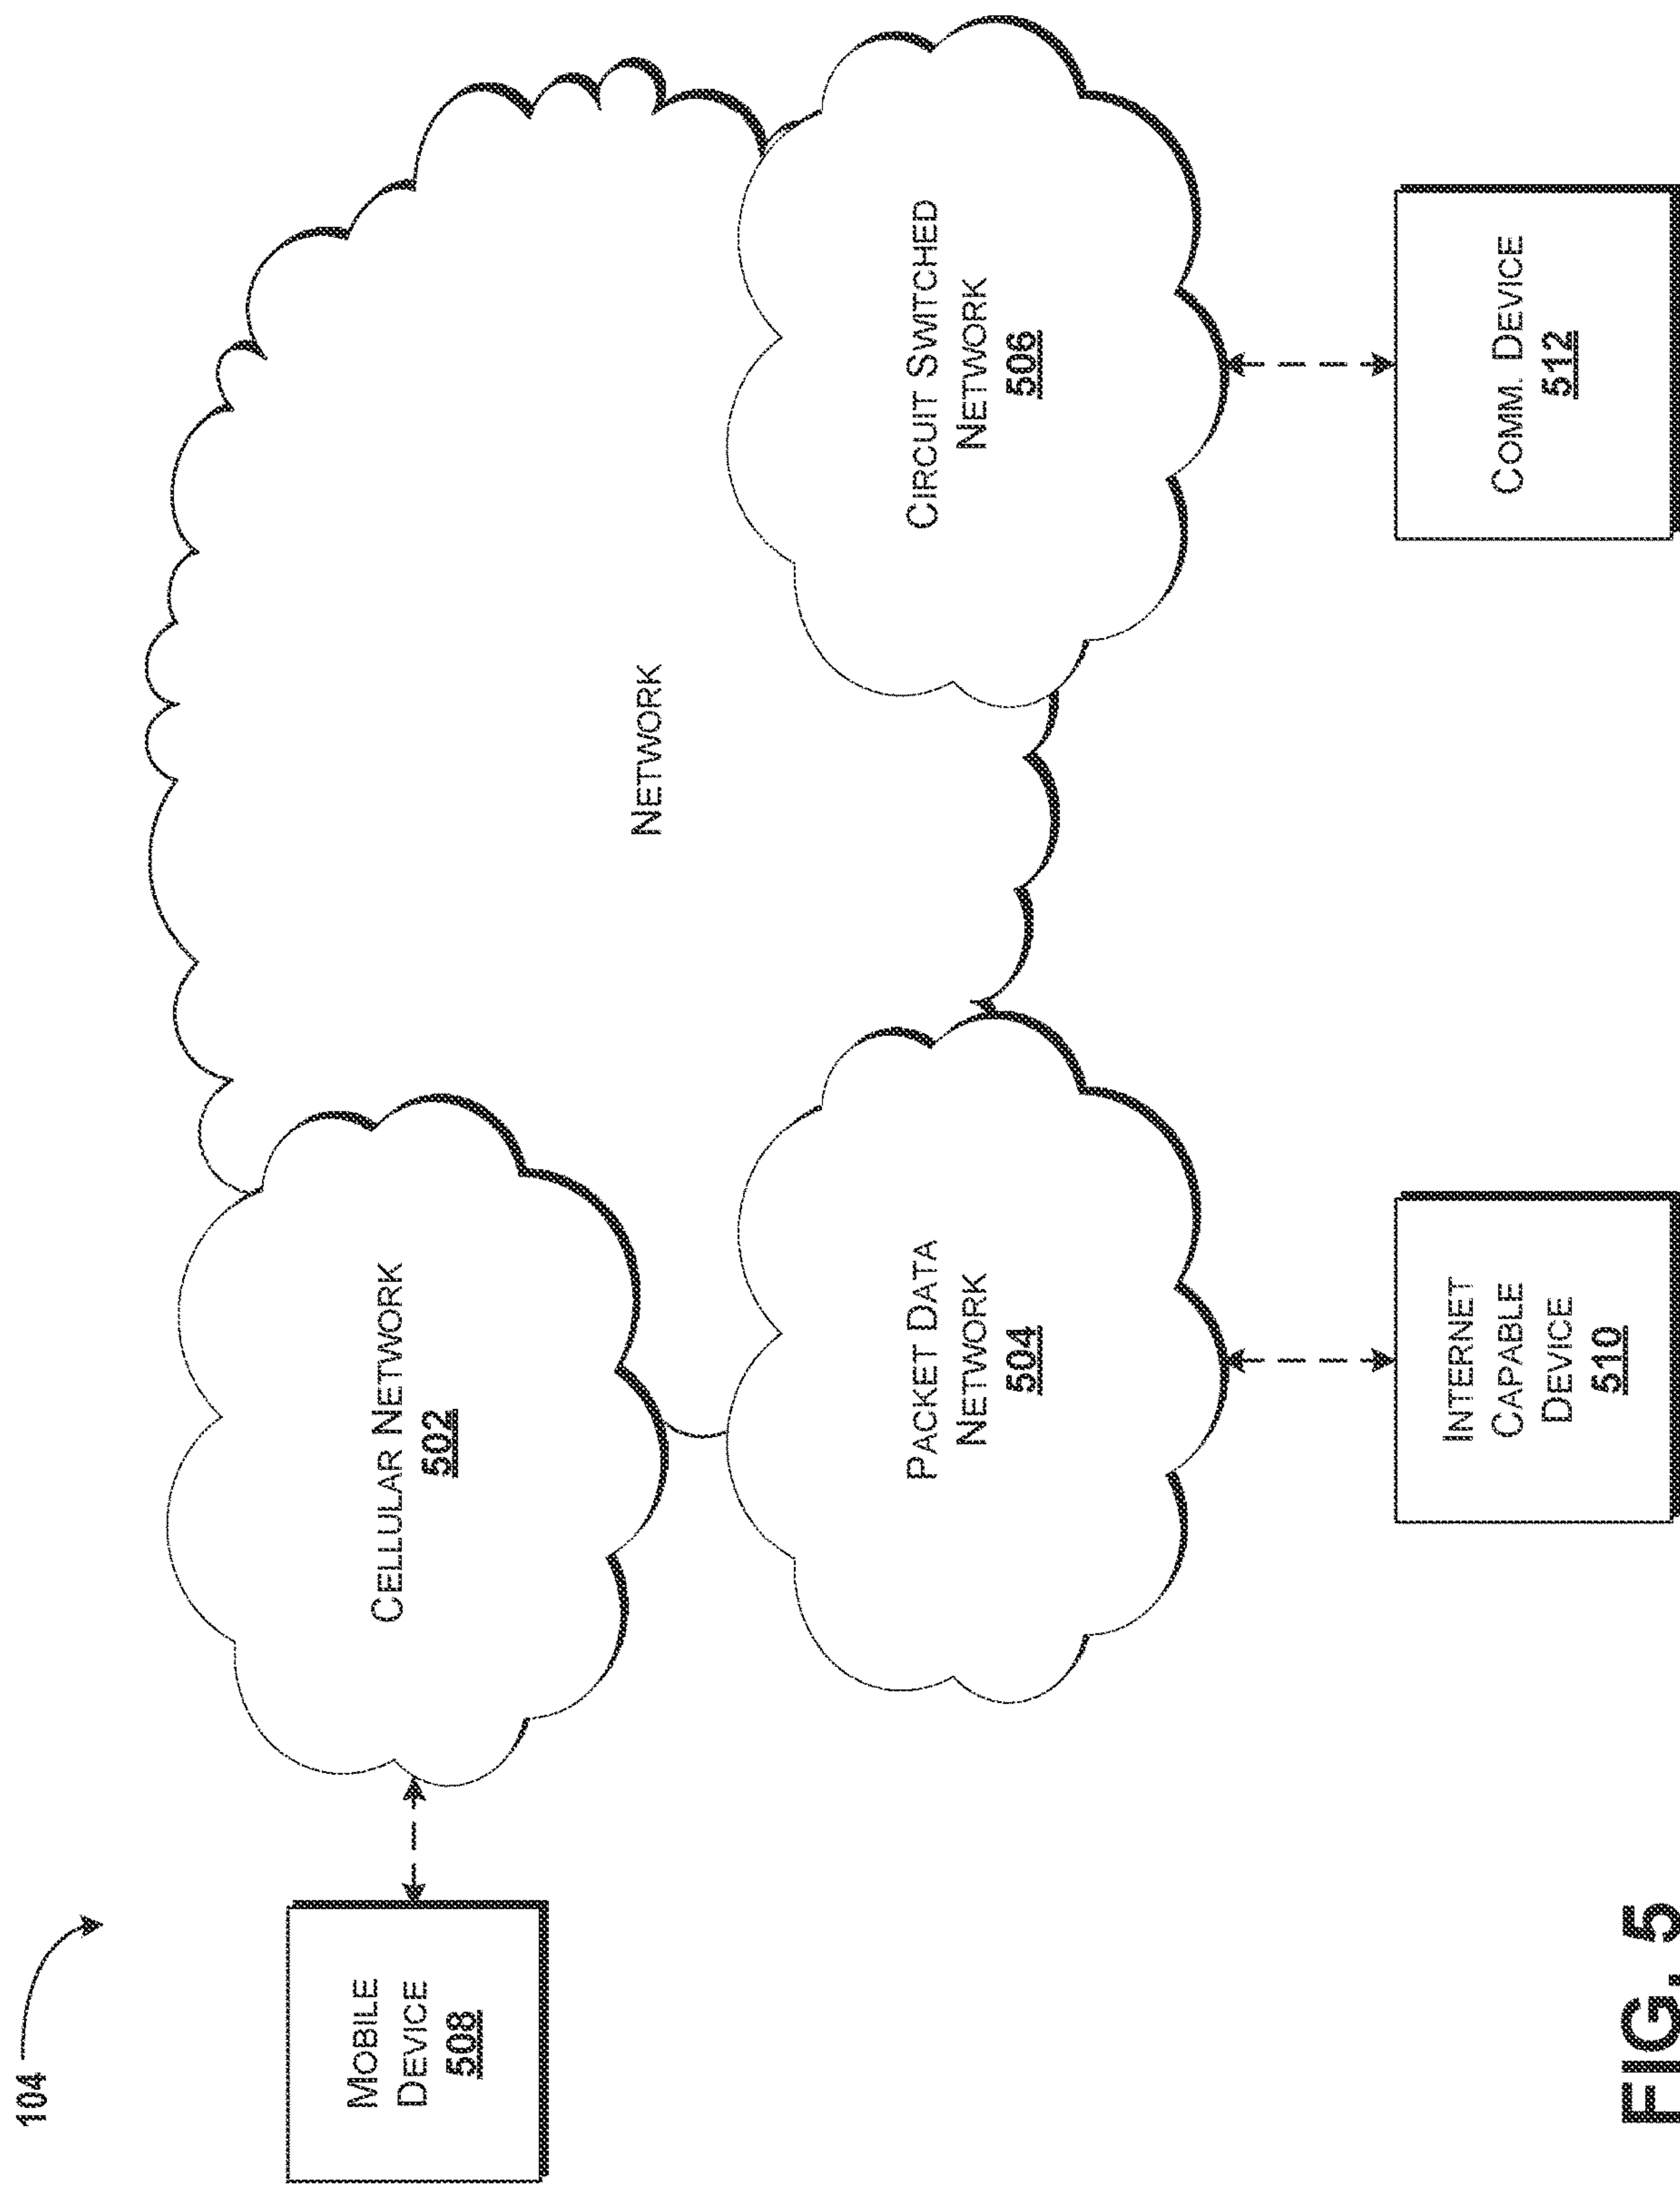 104
MOBILE
DEVICE
508
CELLULAR NETWORK
502
NETWORK
PACKET DATA
NETWORK
504
CIRCUIT SWITCHED
NETWORK
506
INTERNET
CAPABLE
DEVICE
510
COMM. DEVICE
512
FIG. 5